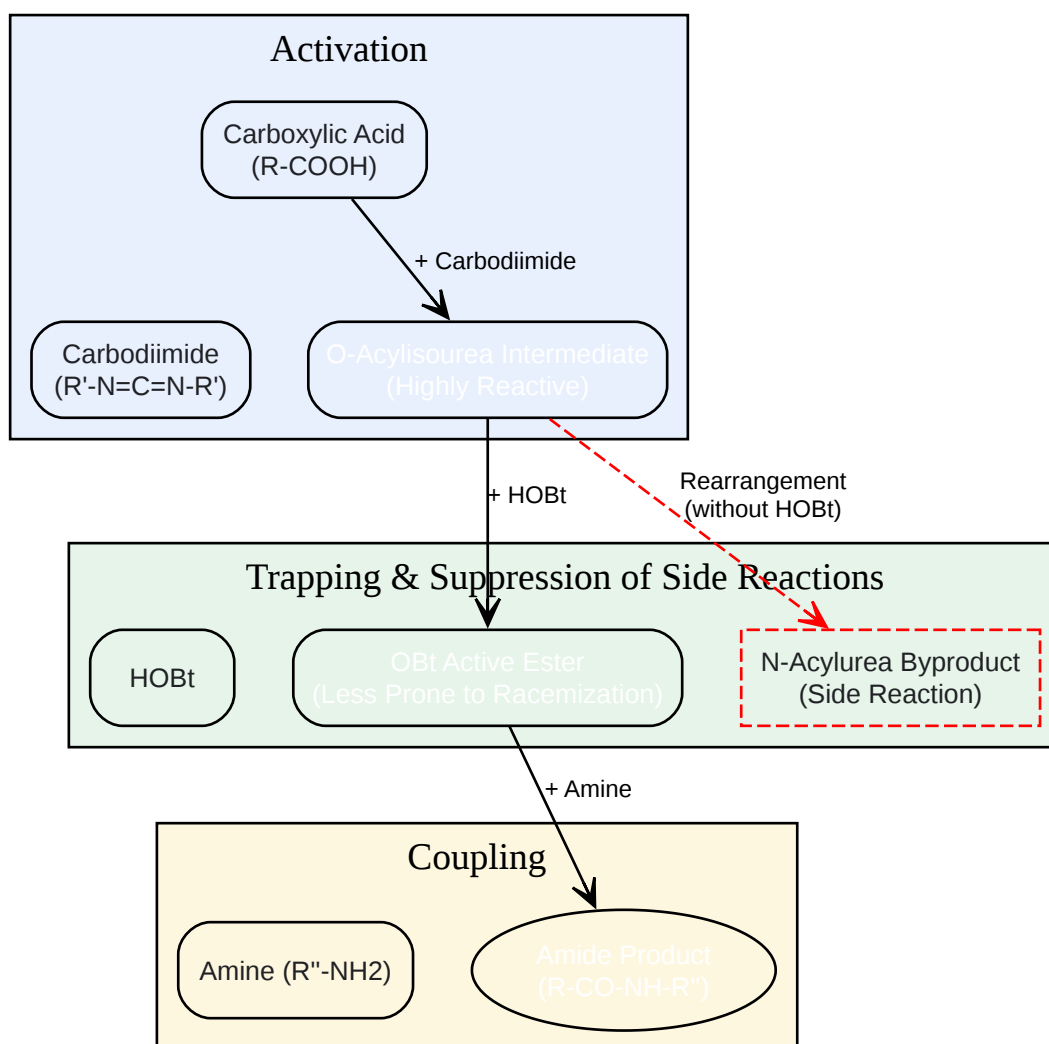 Activation
Carboxylic Acid
(R-COOH)
+ Carbodiimide
Carbodiimide
(R'-N=C=N-R')
O-Acylisourea Intermediate
(Highly Reactive)
+ HOBt
Rearrangement
(without HOBt)
Trapping & Suppression of Side Reactions
HOBt
OBt Active Ester
(Less Prone to Racemization)
N-Acylurea Byproduct
(Side Reaction)
+ Amine
Coupling
Amine (R''-NH2)
Amide Product
(R-CO-NH-R'')